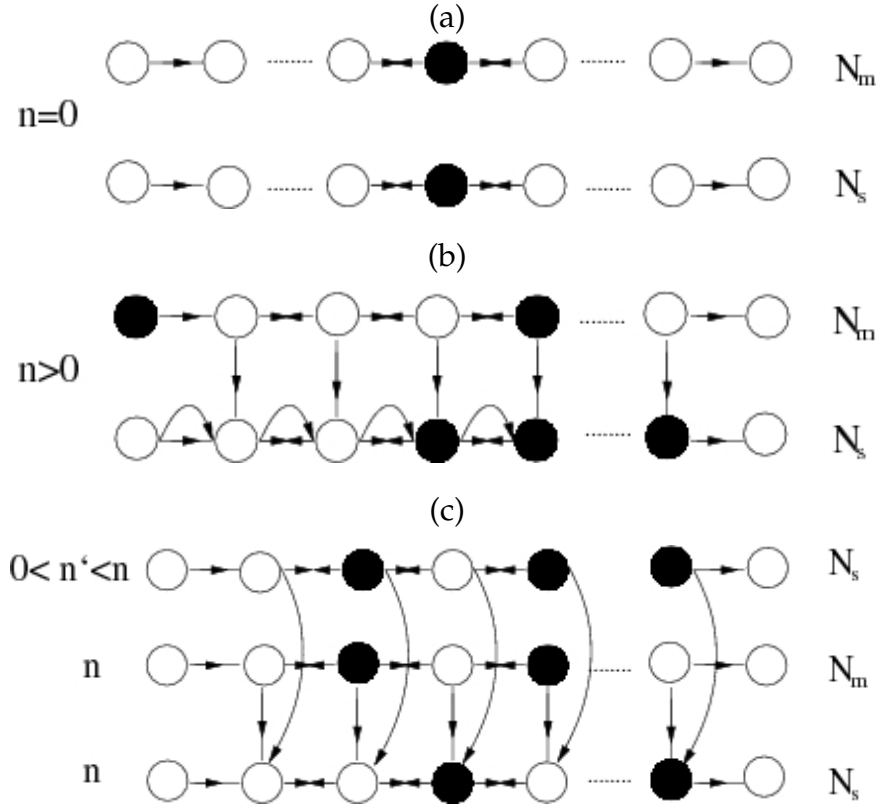 (a)
N_m
n=0
N_s
(b)
N_m
n>0
N_s
(c)
0< n‘<n N_s
n N_m
n N_s